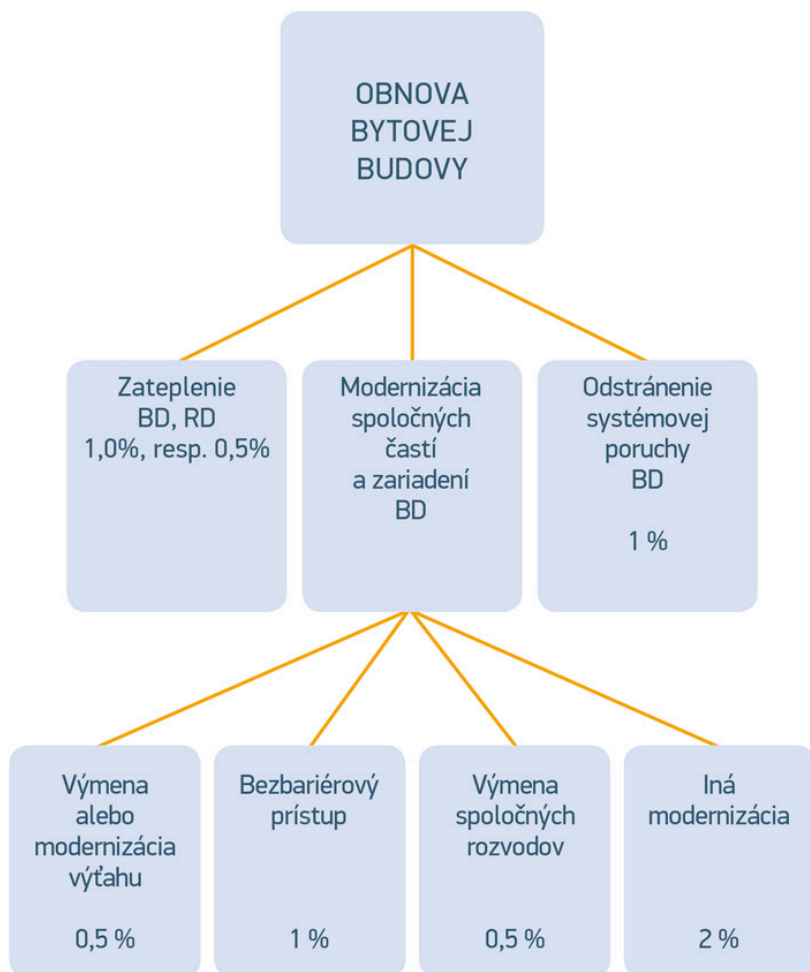 OBNOVA
BYTOVEJ
BUDOVY
Zateplenie
BD, RD
1,0%, resp. 0,5%
Modernizácia
spoločných
častí
a zariadení
BD
Odstránenie
systémovej
poruchy
BD
1 %
Výmena
alebo
modernizácia
výťahu
0,5 %
Bezbariérový
prístup
1 %
Výmena
spoločných
rozvodov
0,5 %
Iná
modernizácia
2 %